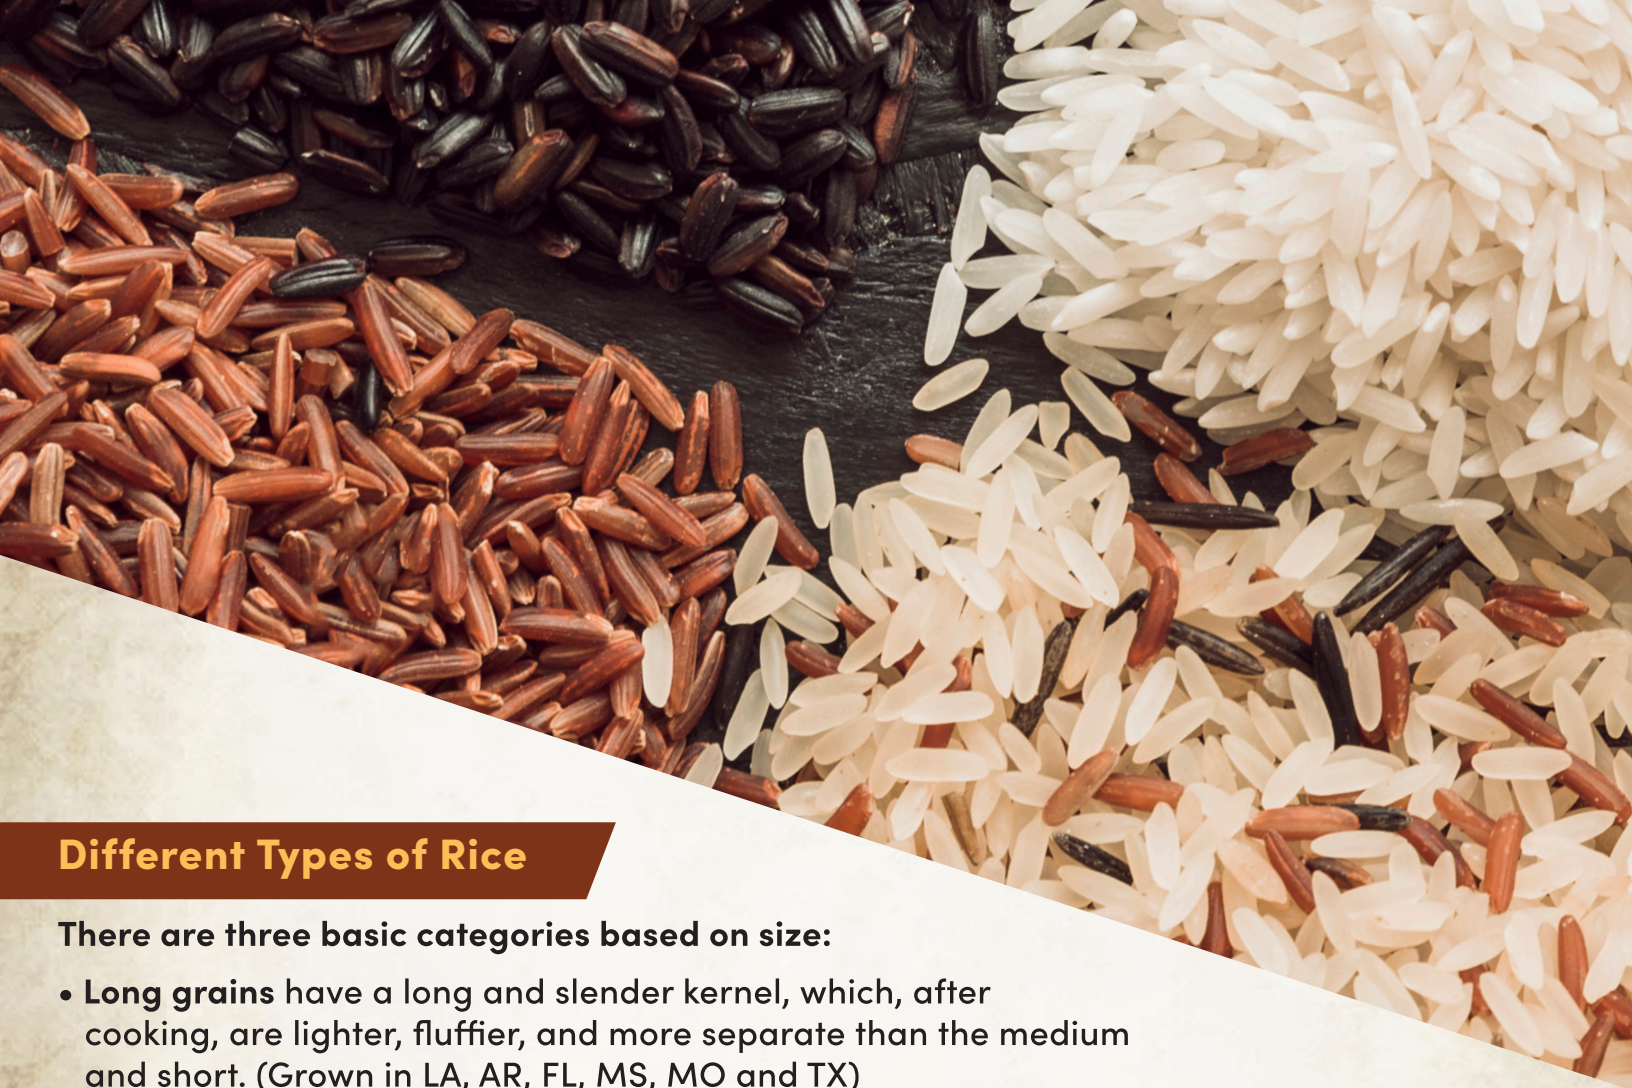 Different Types of Rice
There are three basic categories based on size:
• Long grains have a long and slender kernel, which, after
cooking, are lighter, fluffier, and more separate than the medium
and short. (Grown in LA, AR, FL, MS, MO and TX)